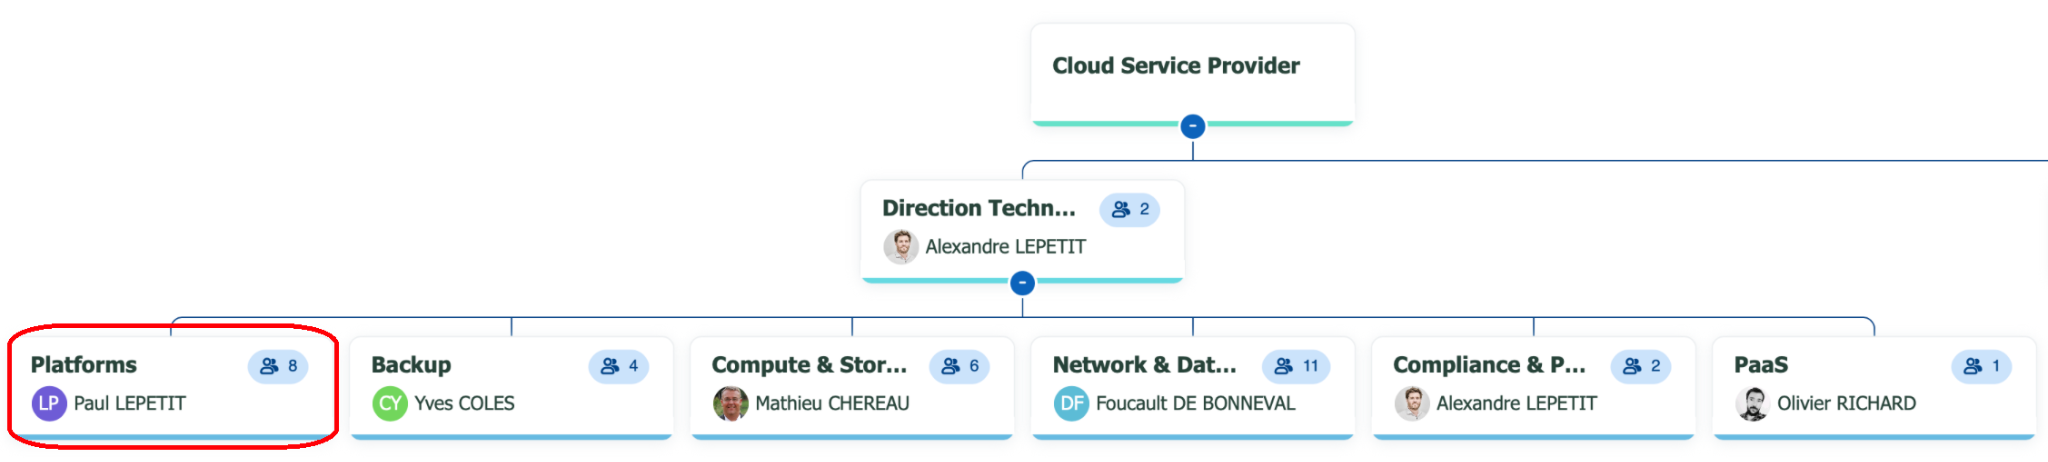 Cloud Service Provider
-
Direction Techn... 2
Alexandre LEPETIT
-
Platforms 8
LP Paul LEPETIT
Backup 4
CY Yves COLES
Compute & Stor... 6
Mathieu CHEREAU
Network & Dat... 11
DF Foucault DE BONNEVAL
Compliance & P... 2
Alexandre LEPETIT
PaaS 1
Olivier RICHARD